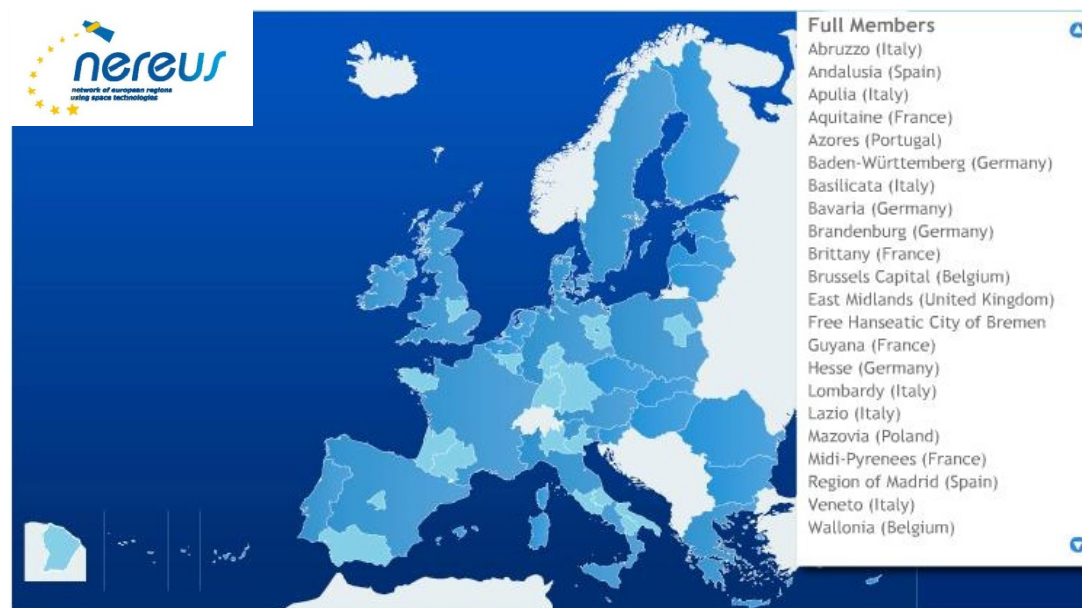 nereus
network of european regions
using space technologies
Full Members
Abruzzo (Italy)
Andalusia (Spain)
Apulia (Italy)
Aquitaine (France)
Azores (Portugal)
Baden-Württemberg (Germany)
Basilicata (Italy)
Bavaria (Germany)
Brandenburg (Germany)
Brittany (France)
Brussels Capital (Belgium)
East Midlands (United Kingdom)
Free Hanseatic City of Bremen
Guyana (France)
Hesse (Germany)
Lombardy (Italy)
Lazio (Italy)
Mazovia (Poland)
Midi-Pyrenees (France)
Region of Madrid (Spain)
Veneto (Italy)
Wallonia (Belgium)